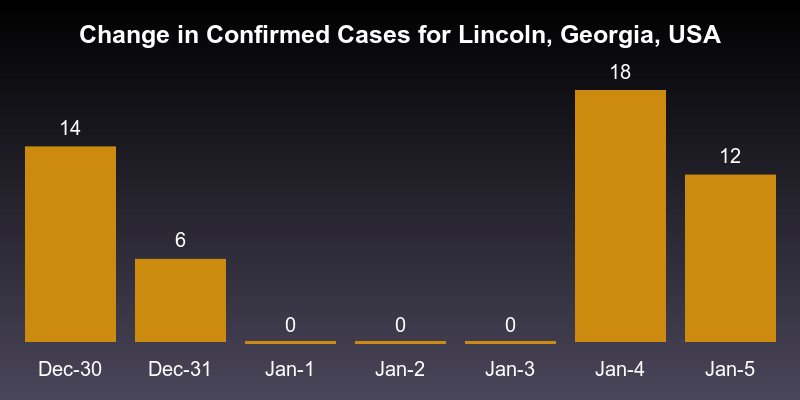 Change in Confirmed Cases for Lincoln, Georgia, USA
14 6 0 0 0 18 12
Dec-30 Dec-31 Jan-1 Jan-2 Jan-3 Jan-4 Jan-5